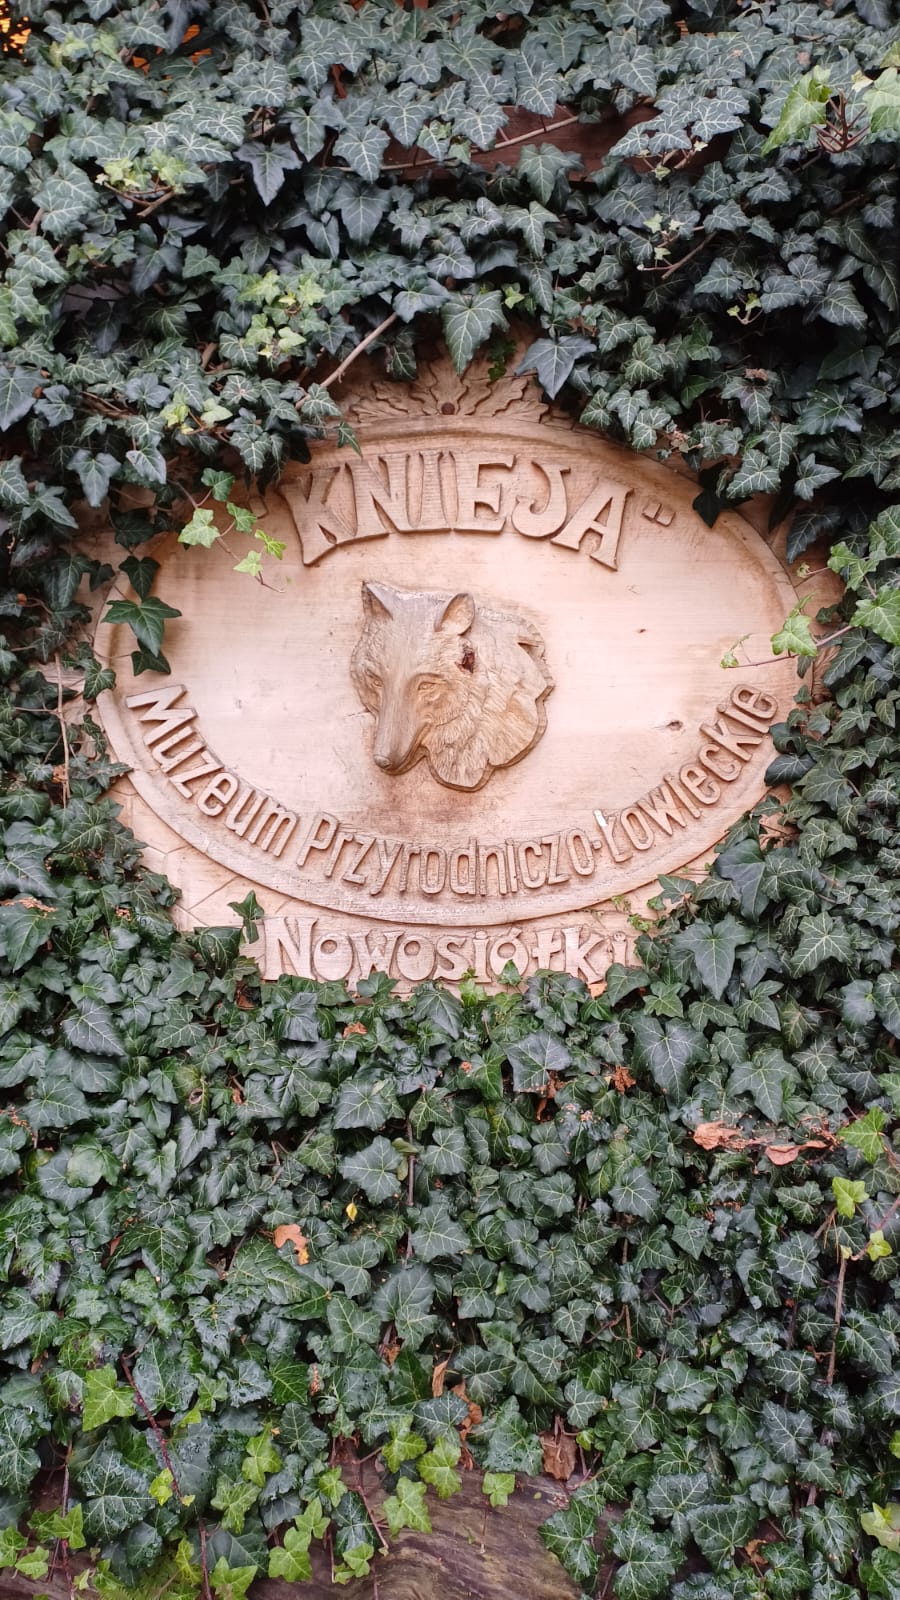 "KNIEJA"
Muzeum Przyrodniczo-Łowieckie
Nowosiółki